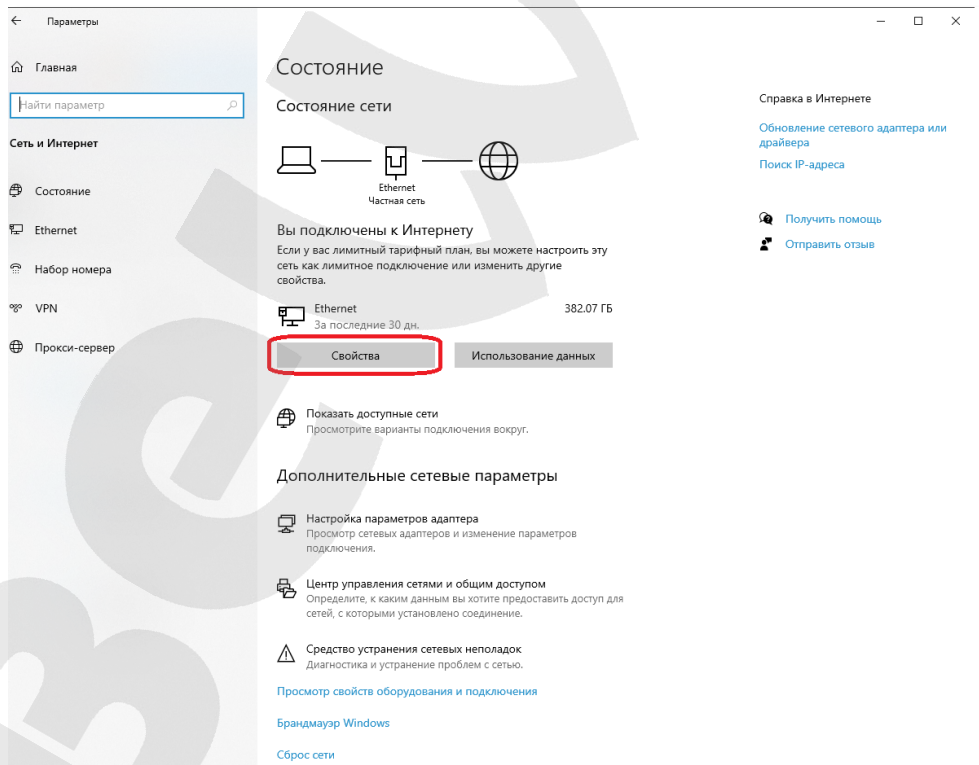 Параметры
Главная
Найти параметр
Сеть и Интернет
Состояние
Ethernet
Набор номера
VPN
Прокси-сервер
Состояние
Состояние сети
Ethernet
Частная сеть
Вы подключены к Интернету
Если у вас лимитный тарифный план, вы можете настроить эту
сеть как лимитное подключение или изменить другие
свойства.
Ethernet
382.07 ГБ
За последние 30 дн.
Свойства
Использование данных
Показать доступные сети
Просмотрите варианты подключения вокруг.
Дополнительные сетевые параметры
Настройка параметров адаптера
Просмотр сетевых адаптеров и изменение параметров
подключения.
Центр управления сетями и общим доступом
Определите, к каким данным вы хотите предоставить доступ для
сетей, с которыми установлено соединение.
Средство устранения сетевых неполадок
Диагностика и устранение проблем с сетью.
Просмотр свойств оборудования и подключения
Брандмауэр Windows
Сброс сети
Справка в Интернете
Обновление сетевого адаптера или
драйвера
Поиск IP-адреса
Получить помощь
Отправить отзыв